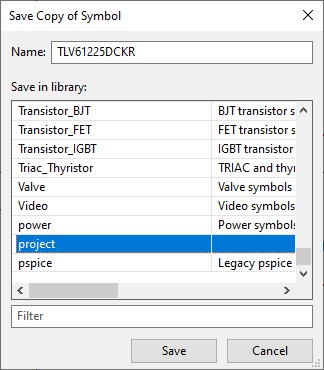 Save Copy of Symbol
Name: TLV61225DCKR
Save in library:
Transistor_BJT BJT transistor s
Transistor_FET FET transistor s
Transistor_IGBT IGBT transistor
Triac_Thyristor TRIAC and thy
Valve Valve symbols
Video Video symbols
power Power symbols
project
pspice Legacy pspice
Filter
Save Cancel